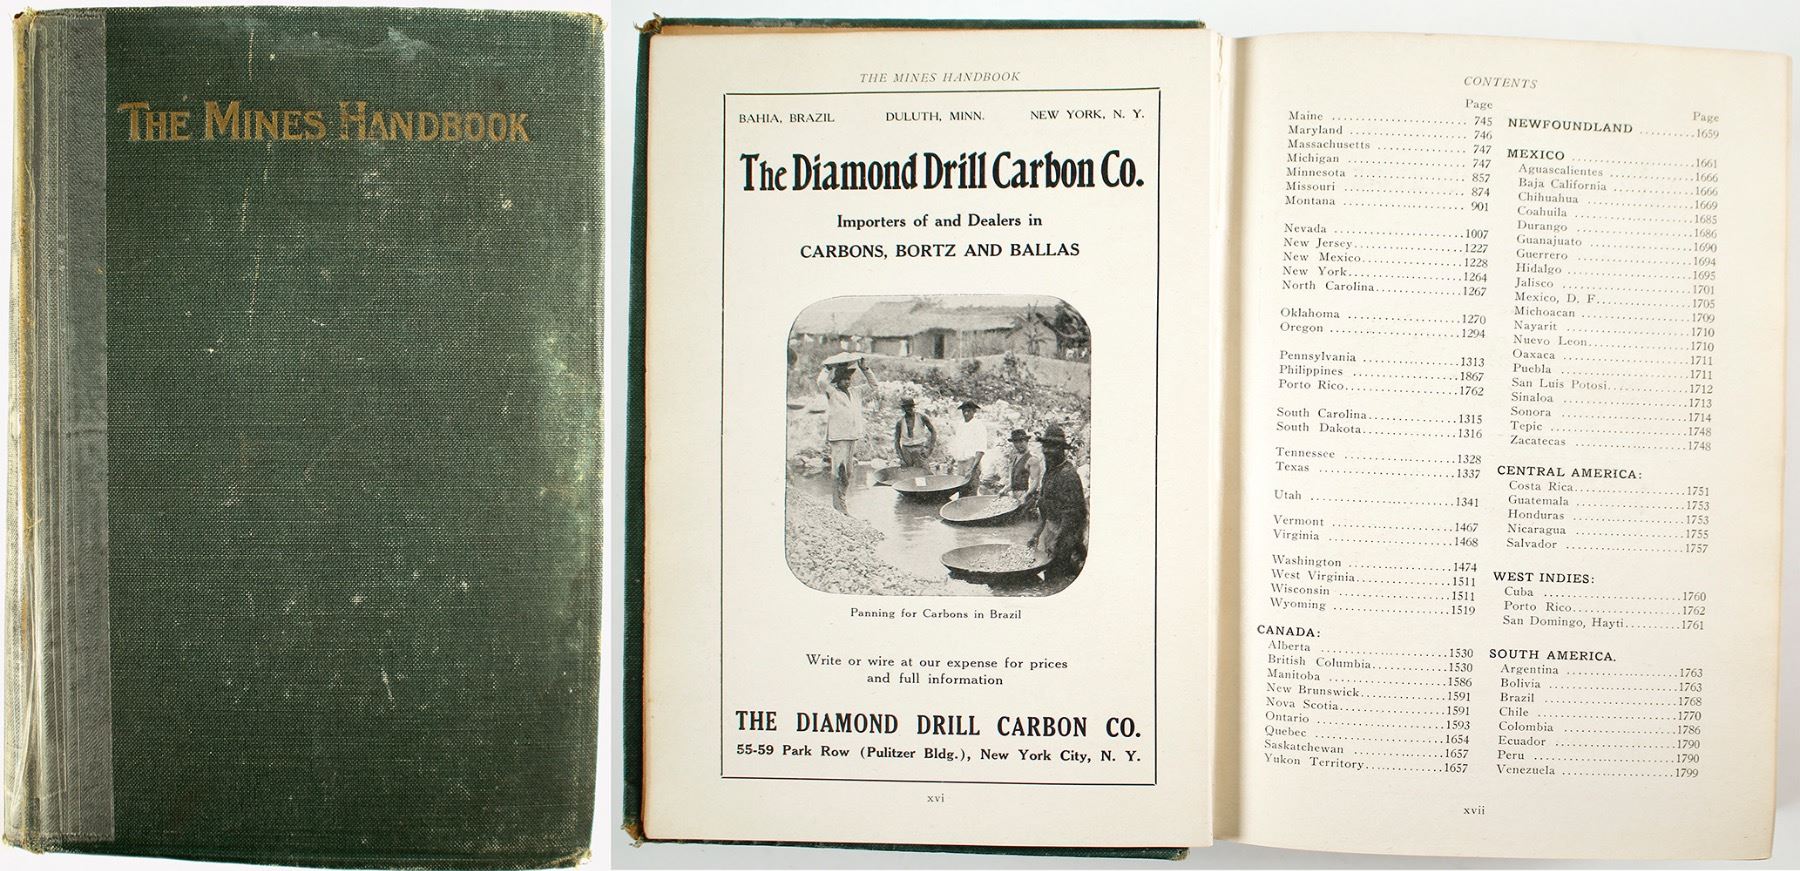 THE MINES HANDBOOK
THE MINES HANDBOOK
BAHIA, BRAZIL DULUTH, MINN. NEW YORK, N. Y.
The Diamond Drill Carbon Co.
Importers of and Dealers in
CARBONS, BORTZ AND BALLAS
Panning for Carbons in Brazil
Write or wire at our expense for prices
and full information
THE DIAMOND DRILL CARBON CO.
55-59 Park Row (Pulitzer Bldg.), New York City, N. Y.
xvi
CONTENTS
Page
Maine ..................... 745
Maryland ................. 746
Massachusetts ............. 747
Michigan .................. 747
Minnesota ................. 857
Missouri .................. 874
Montana ................... 901
Nevada ....................1007
New Jersey.................1227
New Mexico.................1228
New York...................1264
North Carolina.............1267
Oklahoma ..................1270
Oregon ....................1294
Pennsylvania ..............1313
Philippines ...............1867
Porto Rico.................1762
South Carolina.............1315
South Dakota...............1316
Tennessee .................1328
Texas .....................1337
Utah ......................1341
Vermont ...................1467
Virginia ..................1468
Washington ................1474
West Virginia..............1511
Wisconsin .................1511
Wyoming ...................1519
CANADA:
Alberta ...................1530
British Columbia...........1530
Manitoba ..................1586
New Brunswick..............1591
Nova Scotia................1591
Ontario ...................1593
Quebec ....................1654
Saskatchewan ..............1657
Yukon Territory............1657
Page
NEWFOUNDLAND .........1659
MEXICO ...................1661
Aguascalientes ............1666
Baja California ...........1666
Chihuahua .................1669
Coahuila ..................1685
Durango ...................1686
Guanajuato ................1690
Guerrero ..................1694
Hidalgo ...................1695
Jalisco ...................1701
Mexico, D. F...............1705
Michoacan .................1709
Nayarit ...................1710
Nuevo Leon.................1710
Oaxaca ....................1711
Puebla ....................1711
San Luis Potosi............1712
Sinaloa ...................1713
Sonora ....................1714
Tepic .....................1748
Zacatecas .................1748
CENTRAL AMERICA:
Costa Rica.................1751
Guatemala .................1753
Honduras ..................1753
Nicaragua .................1755
Salvador ..................1757
WEST INDIES:
Cuba ......................1760
Porto Rico.................1762
San Domingo, Hayti.........1761
SOUTH AMERICA.
Argentina .................1763
Bolivia ...................1763
Brazil ....................1768
Chile .....................1770
Colombia ..................1786
Ecuador ...................1790
Peru ......................1790
Venezuela .................1799
xvii